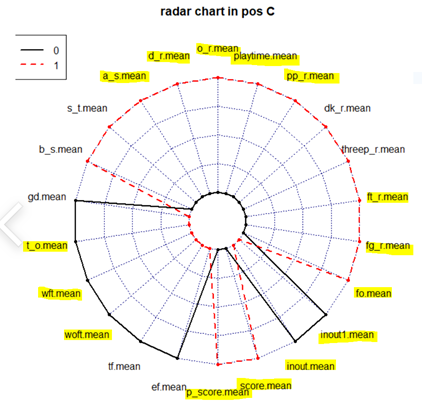 radar chart in pos C
0
1
o_r.mean
d_r.mean
playtime.mean
a_s.mean
pp_r.mean
s_t.mean
dk_r.mean
b_s.mean
threep_r.mean
gd.mean
ft_r.mean
t_o.mean
fg_r.mean
wft.mean
fo.mean
woft.mean
inout1.mean
tf.mean
inout.mean
ef.mean
score.mean
p_score.mean